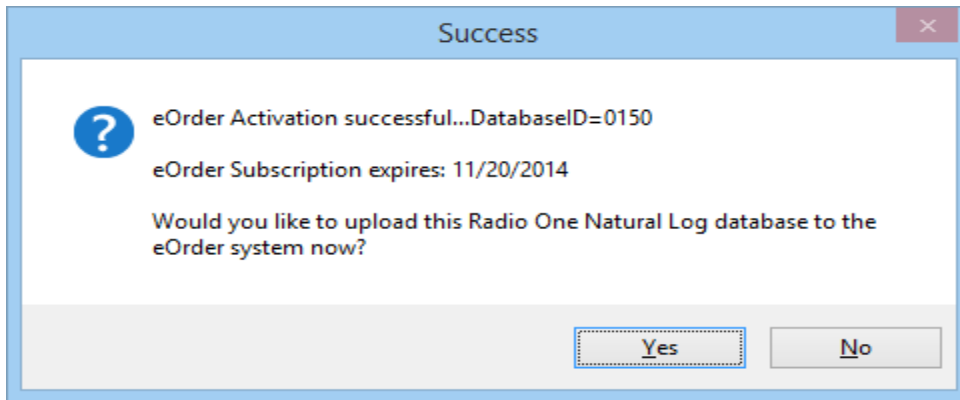 Success
eOrder Activation successful...DatabaseID=0150
eOrder Subscription expires: 11/20/2014
Would you like to upload this Radio One Natural Log database to the
eOrder system now?
Yes
No